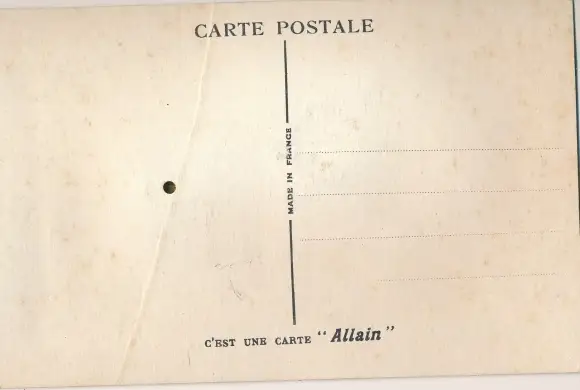 CARTE POSTALE
MADE IN FRANCE
C'EST UNE CARTE "Allain"